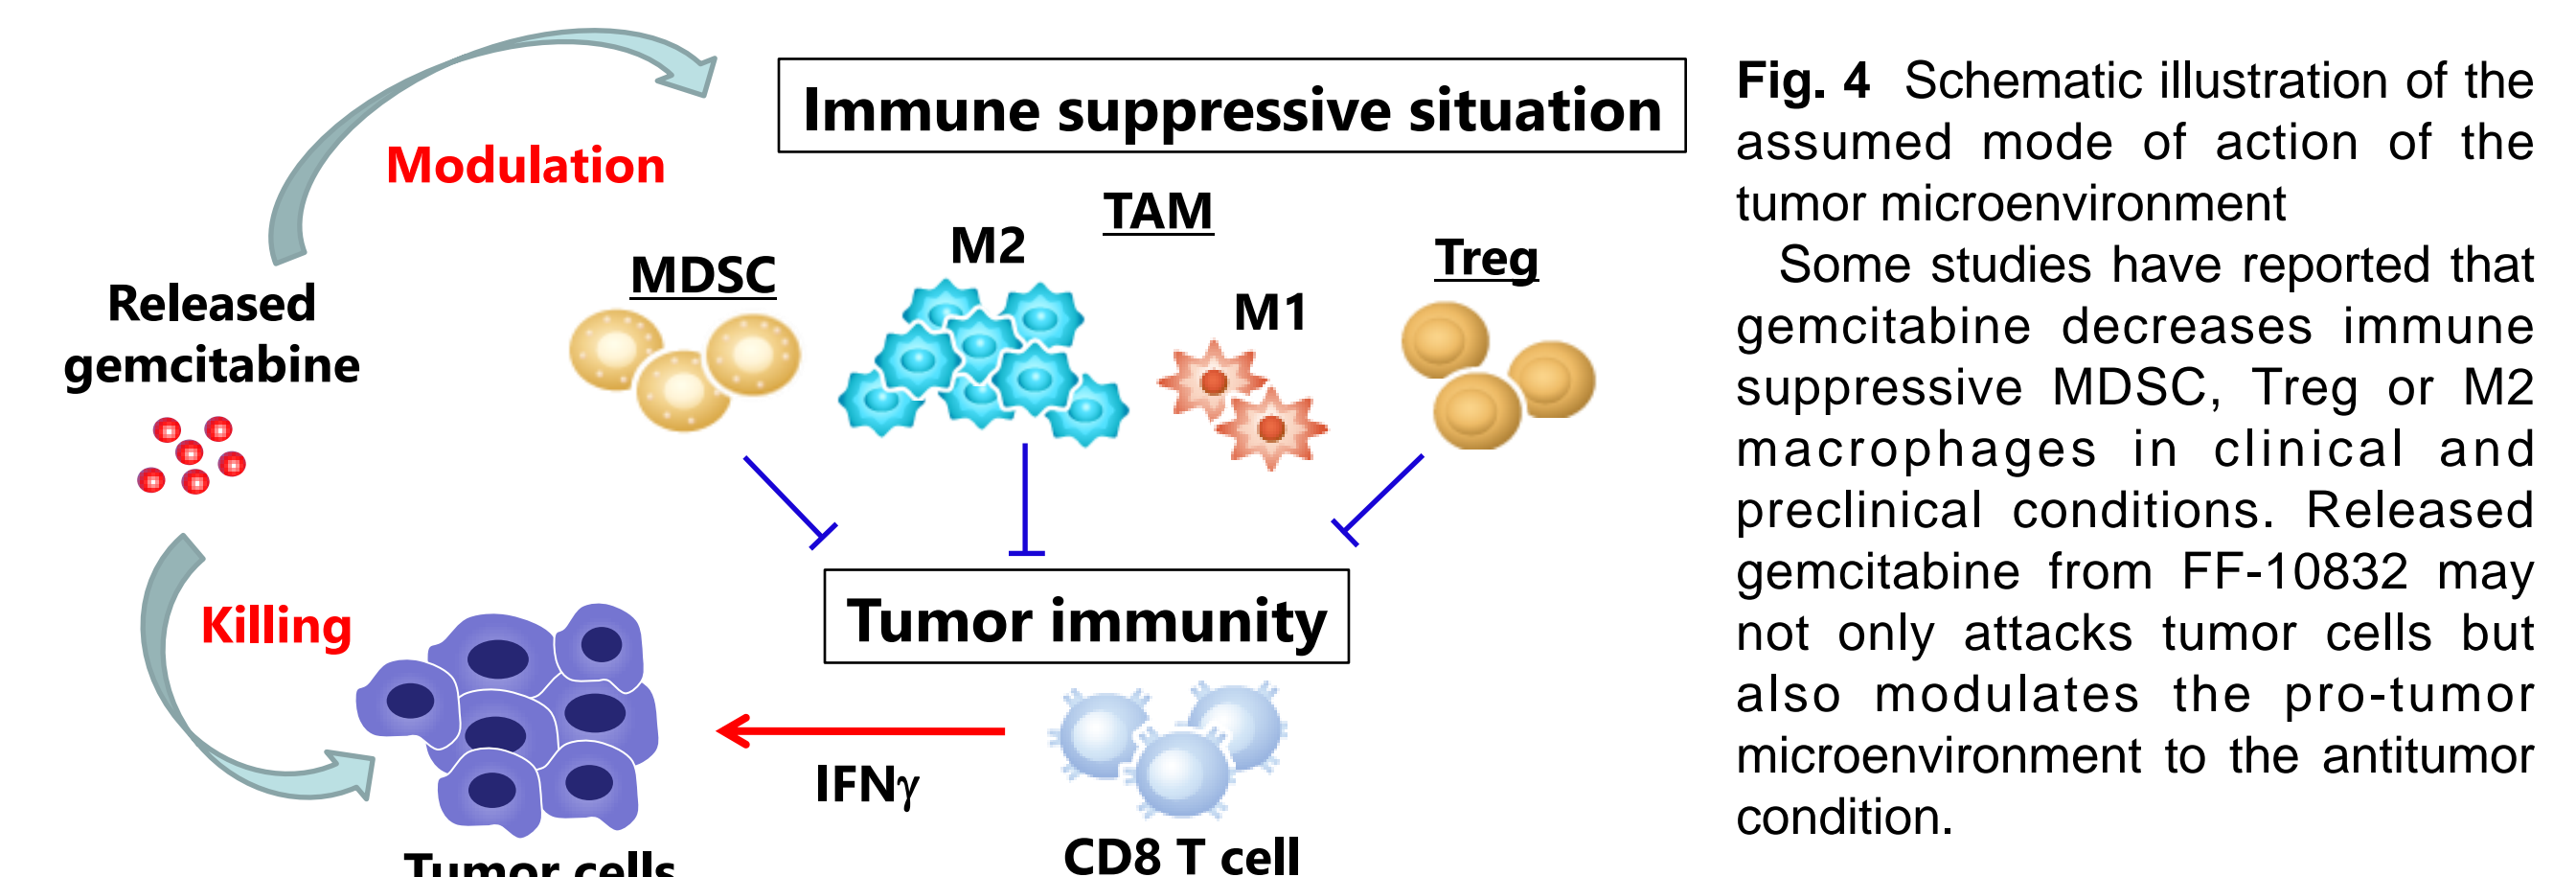 Immune suppressive situation
Modulation
TAM
M2
MDSC
Treg
M1
Released
gemcitabine
Killing
Tumor immunity
IFNγ
CD8 T cell
Tumor cells
Fig. 4 Schematic illustration of the
assumed mode of action of the
tumor microenvironment
Some studies have reported that
gemcitabine decreases immune
suppressive MDSC, Treg or M2
macrophages in clinical and
preclinical conditions. Released
gemcitabine from FF-10832 may
not only attacks tumor cells but
also modulates the pro-tumor
microenvironment to the antitumor
condition.